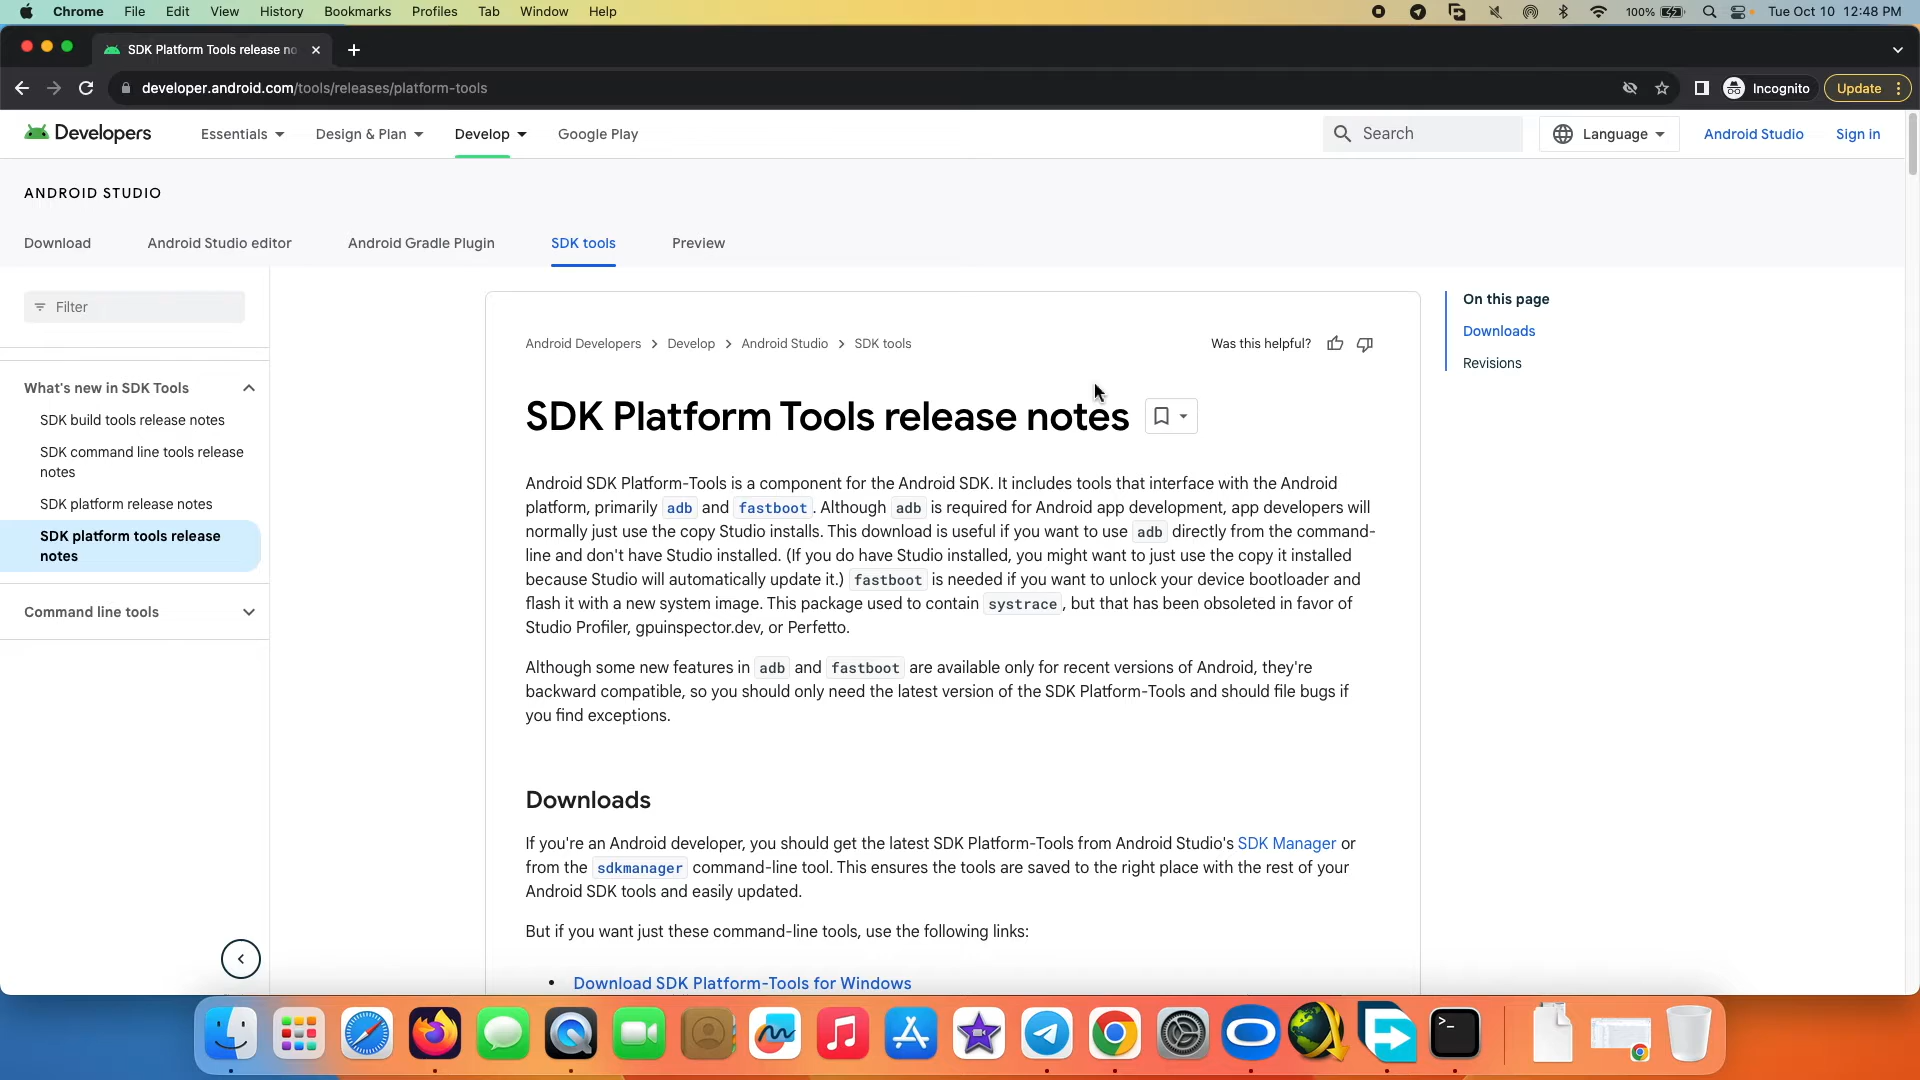 Chrome File Edit View History Bookmarks Profiles Tab Window Help 100% Tue Oct 10 12:48 PM
SDK Platform Tools release no
developer.android.com/tools/releases/platform-tools Incognito Update
Developers Essentials Design & Plan Develop Google Play Search Language Android Studio Sign in
ANDROID STUDIO
Download Android Studio editor Android Gradle Plugin SDK tools Preview
Filter
What's new in SDK Tools
SDK build tools release notes
SDK command line tools release
notes
SDK platform release notes
SDK platform tools release
notes
Command line tools
Android Developers > Develop > Android Studio > SDK tools Was this helpful?
SDK Platform Tools release notes
Android SDK Platform-Tools is a component for the Android SDK. It includes tools that interface with the Android
platform, primarily adb and fastboot. Although adb is required for Android app development, app developers will
normally just use the copy Studio installs. This download is useful if you want to use adb directly from the command-
line and don't have Studio installed. (If you do have Studio installed, you might want to just use the copy it installed
because Studio will automatically update it.) fastboot is needed if you want to unlock your device bootloader and
flash it with a new system image. This package used to contain systrace, but that has been obsoleted in favor of
Studio Profiler, gpuinspector.dev, or Perfetto.
Although some new features in adb and fastboot are available only for recent versions of Android, they're
backward compatible, so you should only need the latest version of the SDK Platform-Tools and should file bugs if
you find exceptions.
Downloads
If you're an Android developer, you should get the latest SDK Platform-Tools from Android Studio's SDK Manager or
from the sdkmanager command-line tool. This ensures the tools are saved to the right place with the rest of your
Android SDK tools and easily updated.
But if you want just these command-line tools, use the following links:
• Download SDK Platform-Tools for Windows
On this page
Downloads
Revisions